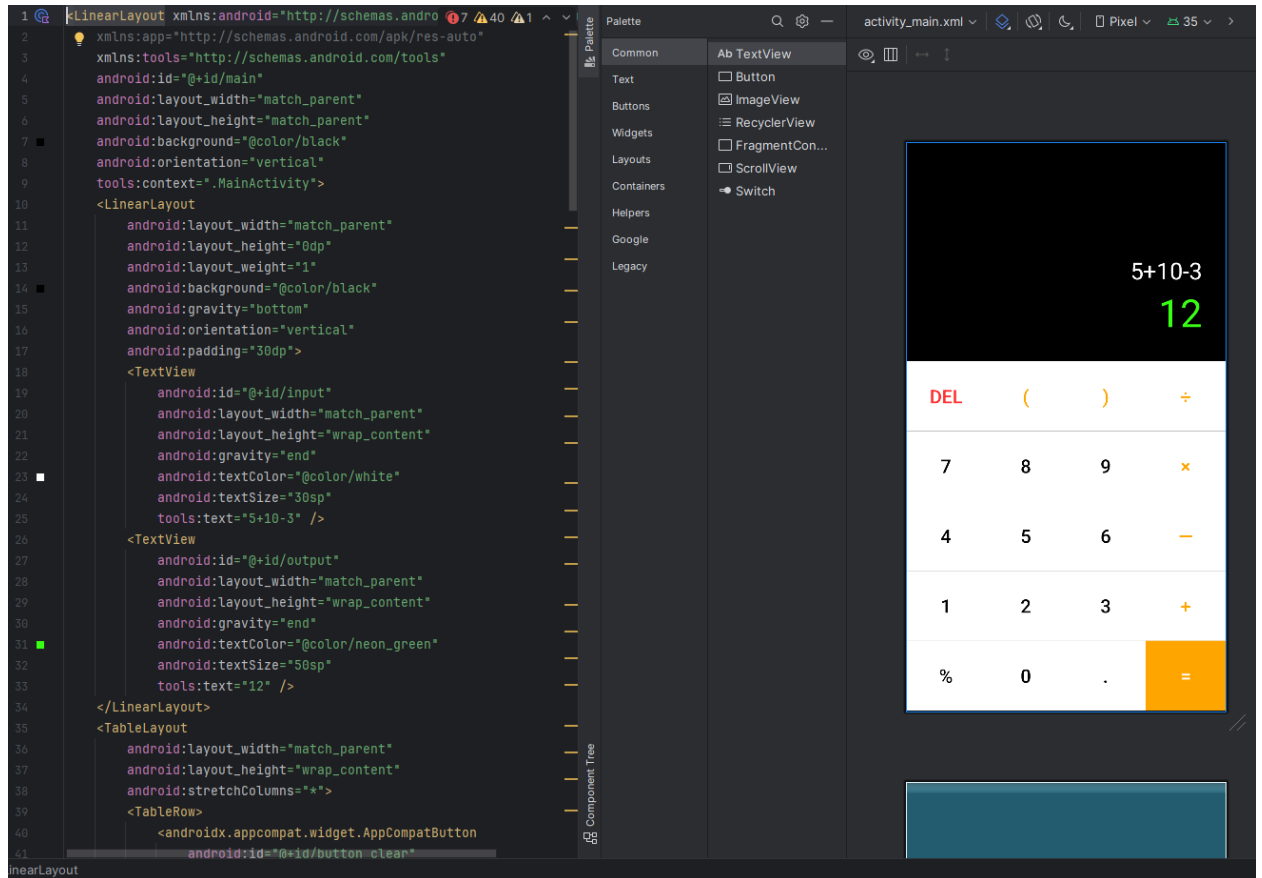 1 <LinearLayout xmlns:android="http://schemas.andro 7 40 1
2 xmlns:app="http://schemas.android.com/apk/res-auto"
3 xmlns:tools="http://schemas.android.com/tools"
4 android:id="@+id/main"
5 android:layout_width="match_parent"
6 android:layout_height="match_parent"
7 android:background="@color/black"
8 android:orientation="vertical"
9 tools:context=".MainActivity">
10 <LinearLayout
11 android:layout_width="match_parent"
12 android:layout_height="0dp"
13 android:layout_weight="1"
14 android:background="@color/black"
15 android:gravity="bottom"
16 android:orientation="vertical"
17 android:padding="30dp">
18 <TextView
19 android:id="@+id/input"
20 android:layout_width="match_parent"
21 android:layout_height="wrap_content"
22 android:gravity="end"
23 android:textColor="@color/white"
24 android:textSize="30sp"
25 tools:text="5+10-3" />
26 <TextView
27 android:id="@+id/output"
28 android:layout_width="match_parent"
29 android:layout_height="wrap_content"
30 android:gravity="end"
31 android:textColor="@color/neon_green"
32 android:textSize="50sp"
33 tools:text="12" />
34 </LinearLayout>
35 <TableLayout
36 android:layout_width="match_parent"
37 android:layout_height="wrap_content"
38 android:stretchColumns="*">
39 <TableRow>
40 <androidx.appcompat.widget.AppCompatButton
41 android:id="@+id/button_clear"
inearLayout
Palette
Component Tree
Palette
Common
Text
Buttons
Widgets
Layouts
Containers
Helpers
Google
Legacy
Ab TextView
Button
ImageView
RecyclerView
FragmentCon...
ScrollView
Switch
activity_main.xml Pixel 35
5+10-3
12
DEL ( ) ÷
7 8 9 ×
4 5 6 —
1 2 3 +
% 0 . =